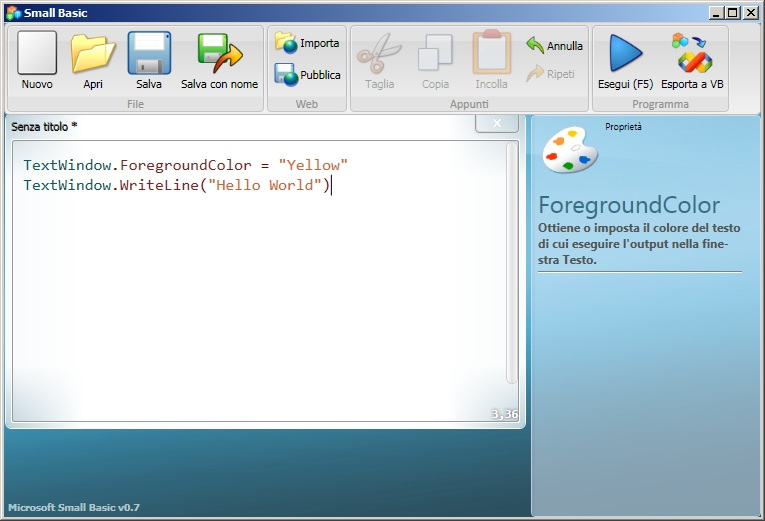 Small Basic
Nuovo
Apri
Salva
Salva con nome
File
Importa
Pubblica
Web
Taglia
Copia
Incolla
Annulla
Ripeti
Appunti
Esegui (F5)
Esporta a VB
Programma
Senza titolo *
x
TextWindow.ForegroundColor = "Yellow"
TextWindow.WriteLine("Hello World")
3,36
Proprietà
ForegroundColor
Ottiene o imposta il colore del testo
di cui eseguire l'output nella fine-
stra Testo.
Microsoft Small Basic v0.7